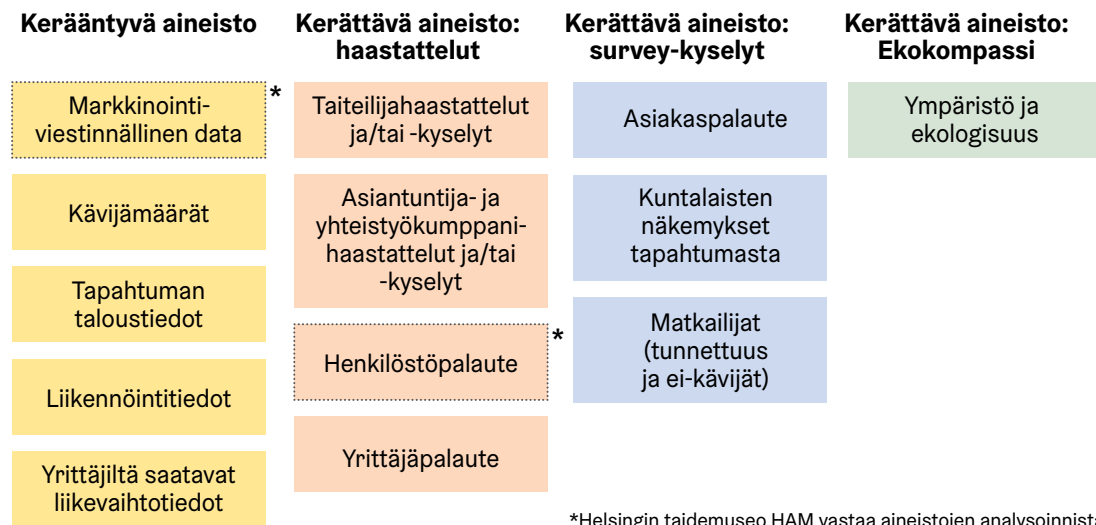 Kerääntyvä aineisto
Markkinointi-
viestinnällinen data
*
Kävijämäärät
Tapahtuman
taloustiedot
Liikennöintitiedot
Yrittäjiltä saatavat
liikevaihtotiedot
Kerättävä aineisto:
haastattelut
Taiteilijahaastattelut
ja/tai -kyselyt
Asiantuntija- ja
yhteistyökumppani-
haastattelut ja/tai
-kyselyt
Henkilöstöpalaute
*
Yrittäjäpalaute
Kerättävä aineisto:
survey-kyselyt
Asiakaspalaute
Kuntalaisten
näkemykset
tapahtumasta
Matkailijat
(tunnettuus
ja ei-kävijät)
Kerättävä aineisto:
Ekokompassi
Ympäristö ja
ekologisuus
*Helsingin taidemuseo HAM vastaa aineistojen analysoinnista